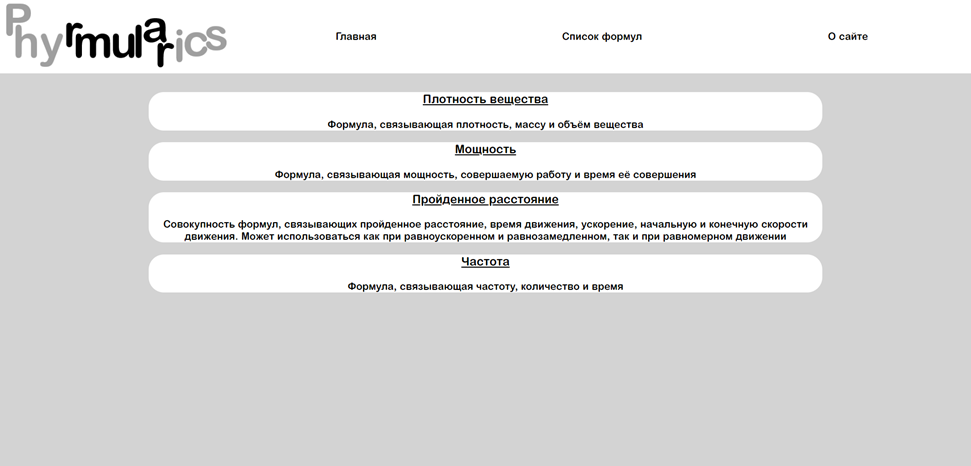 Phyrmularics
Главная
Список формул
О сайте
Плотность вещества
Формула, связывающая плотность, массу и объём вещества
Мощность
Формула, связывающая мощность, совершаемую работу и время её совершения
Пройденное расстояние
Совокупность формул, связывающих пройденное расстояние, время движения, ускорение, начальную и конечную скорости
движения. Может использоваться как при равноускоренном и равнозамедленном, так и при равномерном движении
Частота
Формула, связывающая частоту, количество и время